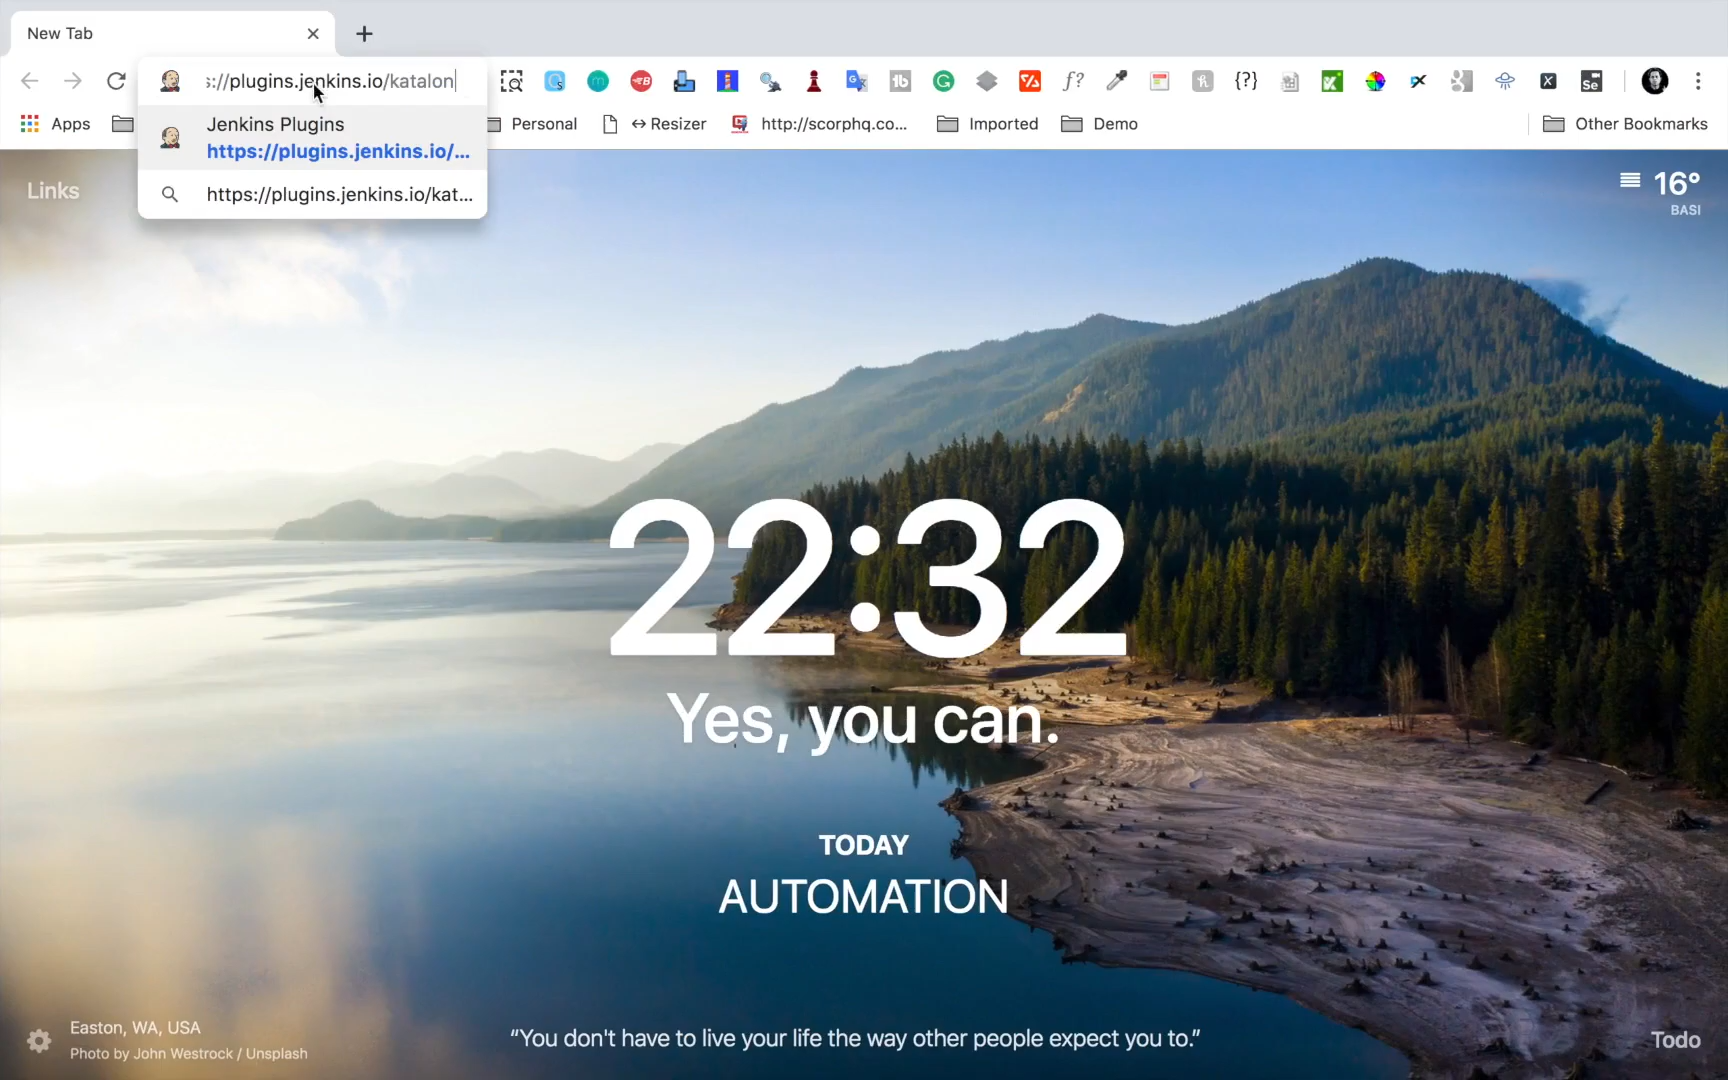 New Tab
s://plugins.jenkins.io/katalon
Jenkins Plugins
https://plugins.jenkins.io/...
https://plugins.jenkins.io/kat...
Apps
Personal
↔ Resizer
http://scorphq.co...
Imported
Demo
Other Bookmarks
Links
16°
BASI
22:32
Yes, you can.
TODAY
AUTOMATION
Easton, WA, USA
Photo by John Westrock / Unsplash
“You don't have to live your life the way other people expect you to.”
Todo